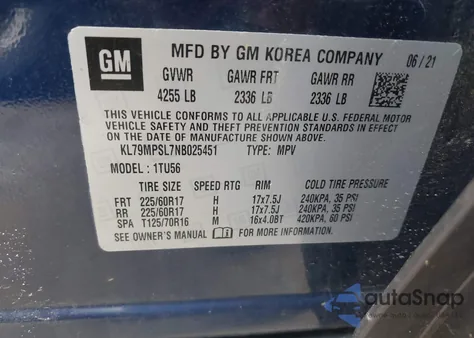 GM
MFD BY GM KOREA COMPANY 06/21
GVWR GAWR FRT GAWR RR
4255 LB 2336 LB 2336 LB
THIS VEHICLE CONFORMS TO ALL APPLICABLE U.S. FEDERAL MOTOR
VEHICLE SAFETY AND THEFT PREVENTION STANDARDS IN EFFECT ON
THE DATE OF MANUFACTURE SHOWN ABOVE.
KL79MPSL7NB025451 TYPE: MPV
MODEL: 1TU56
TIRE SIZE SPEED RTG RIM COLD TIRE PRESSURE
FRT 225/60R17 H 17x7.5J 240KPA, 35 PSI
RR 225/60R17 H 17x7.5J 240KPA, 35 PSI
SPA T125/70R16 M 16x4.0BT 420KPA, 60 PSI
SEE OWNER'S MANUAL FOR MORE INFORMATION.
autoSnap